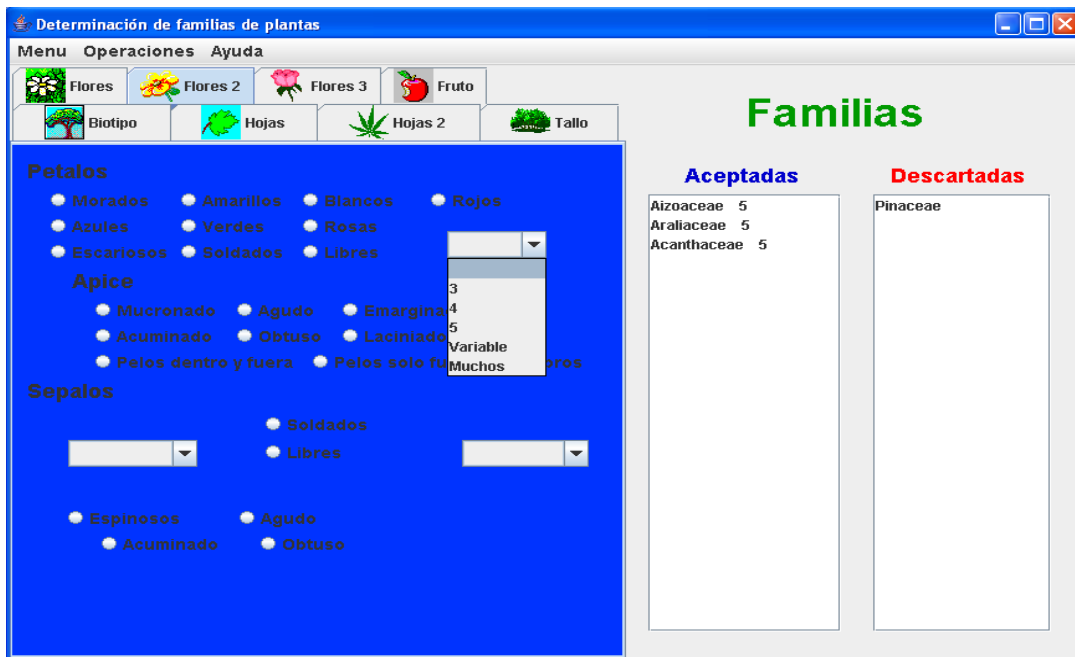 Determinación de familias de plantas
Menu Operaciones Ayuda
Flores Flores 2 Flores 3 Fruto
Biotipo Hojas Hojas 2 Tallo
Familias
Petalos
Morados Amarillos Blancos Rojos
Azules Verdes Rosas
Escariosos Soldados Libres
Apice
Mucronado Agudo
Acuminado Obtuso Laciniado
Pelos dentro y fuera Pelos solo
3
4
5
Variable
Muchos
Sepalos
Soldados
Libres
Espinosos Agudo
Acuminado Obtuso
Aceptadas Descartadas
Aizoaceae 5 Pinaceae
Araliaceae 5
Acanthaceae 5